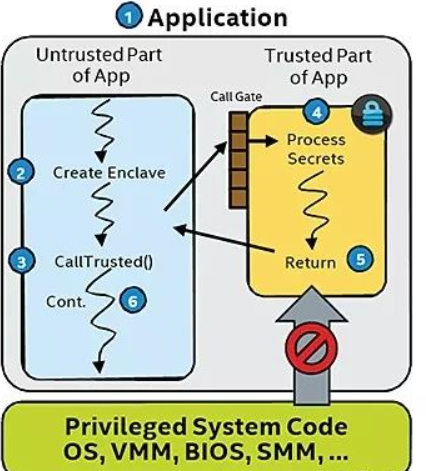 1 Application
Untrusted Part
of App
Trusted Part
of App
Call Gate
4
Process
Secrets
2 Create Enclave
3 CallTrusted()
Return 5
Cont. 6
Privileged System Code
OS, VMM, BIOS, SMM, ...